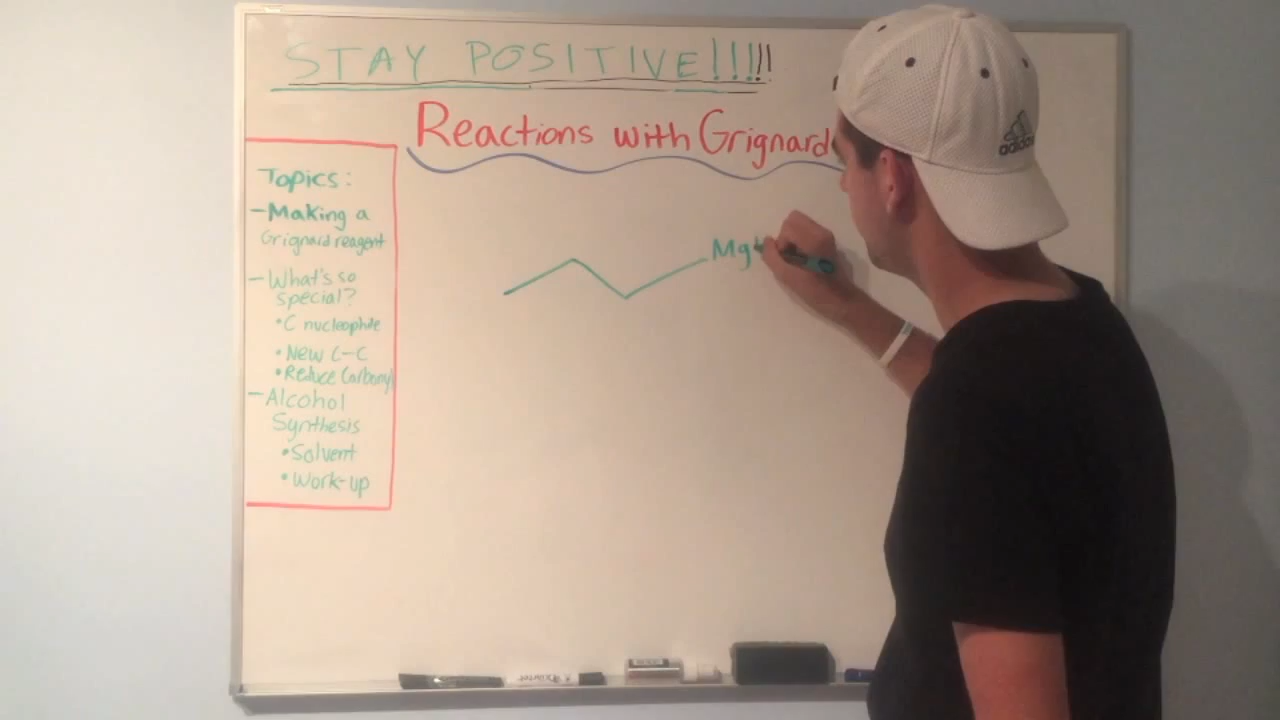 STAY POSITIVE!!!!!
Reactions with Grignard
Topics:
-Making a
Grignard reagent
-What's so
special?
•C nucleophile
•New C-C
•Reduce Carbonyl
-Alcohol
Synthesis
•Solvent
•Work-up
Mg
adidas